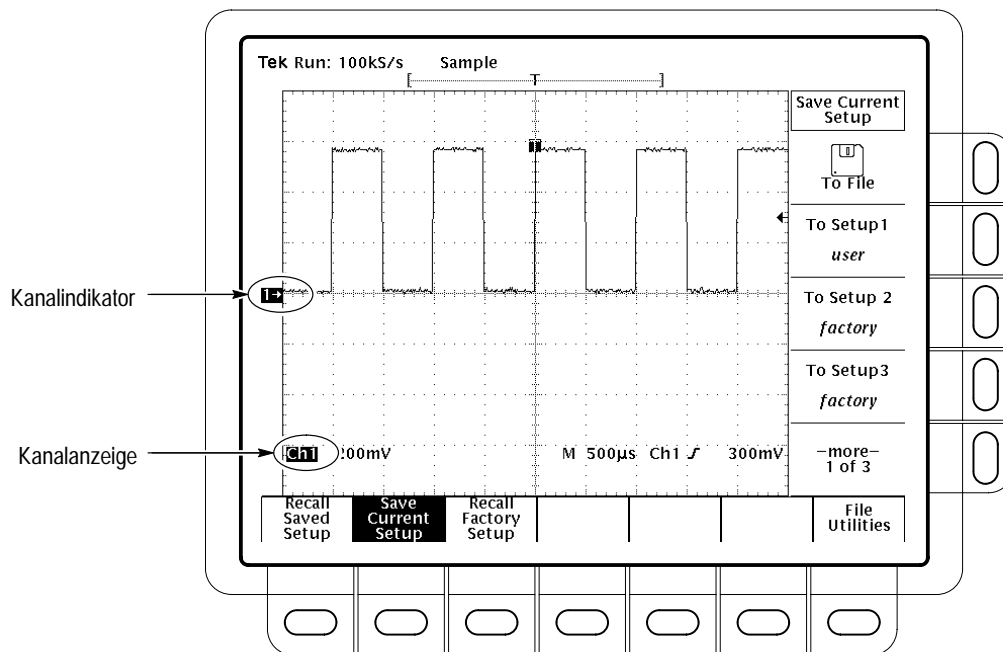 Tek Run: 100kS/s Sample
[ T ]
Save Current
Setup
To File
To Setup1
user
To Setup 2
factory
To Setup3
factory
-more-
1 of 3
Kanalindikator
1→
T
Kanalanzeige
Ch1 200mV M 500µs Ch1 300mV
Recall
Saved
Setup
Save
Current
Setup
Recall
Factory
Setup
File
Utilities